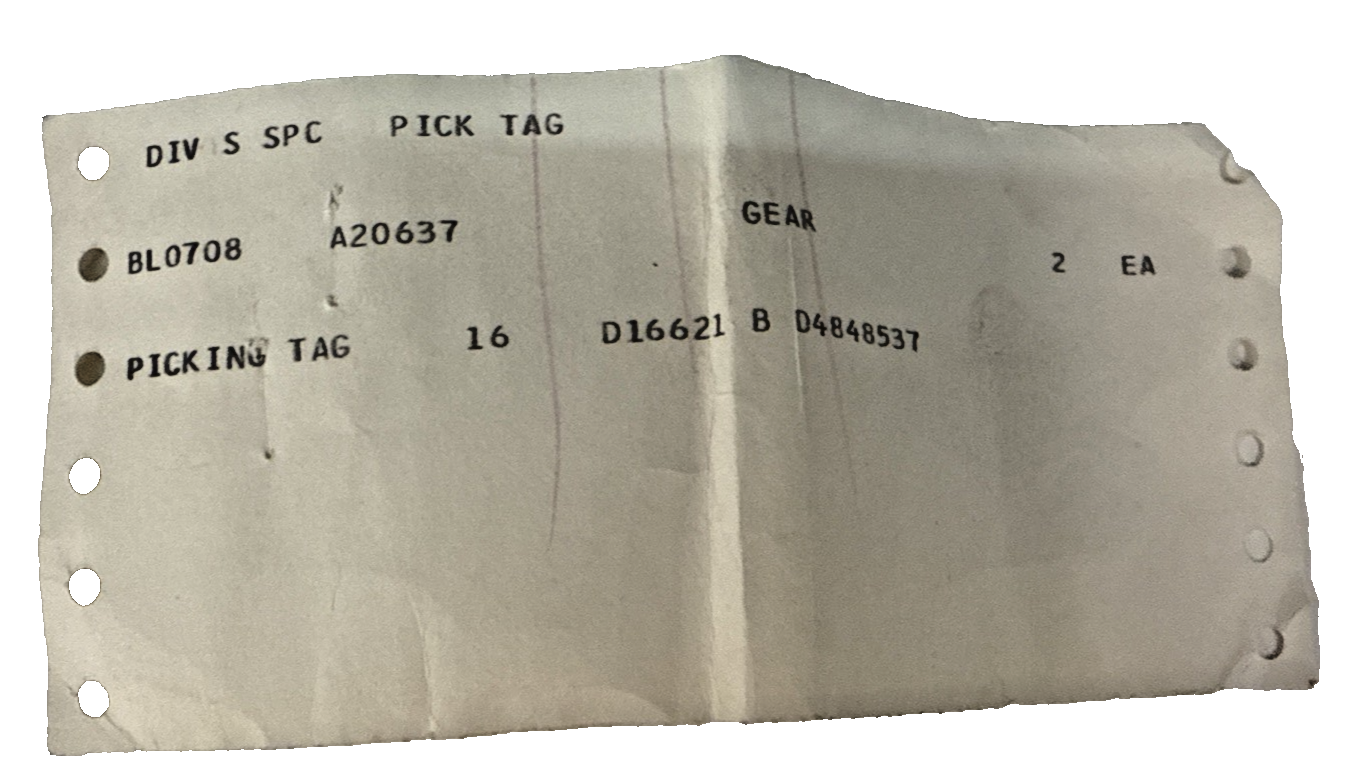 DIV S SPC PICK TAG
BL0708 A20637 GEAR 2 EA
PICKING TAG 16 D16621 B D4848537